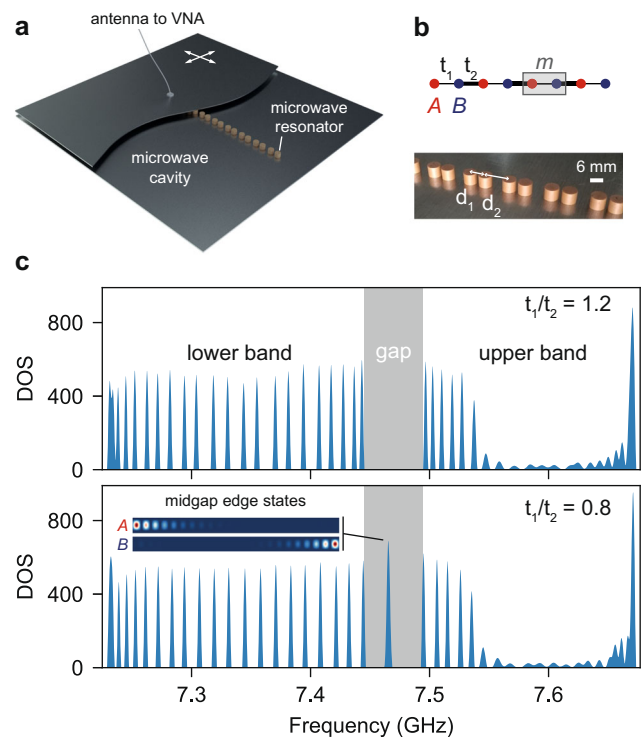 a
antenna to VNA
microwave
resonator
microwave
cavity
b
t1 t2 m
A B
6 mm
d1 d2
c
t1/t2 = 1.2
800
lower band gap upper band
400
DOS
0
midgap edge states
t1/t2 = 0.8
800
A
B
400
DOS
0
7.3 7.4 7.5 7.6
Frequency (GHz)